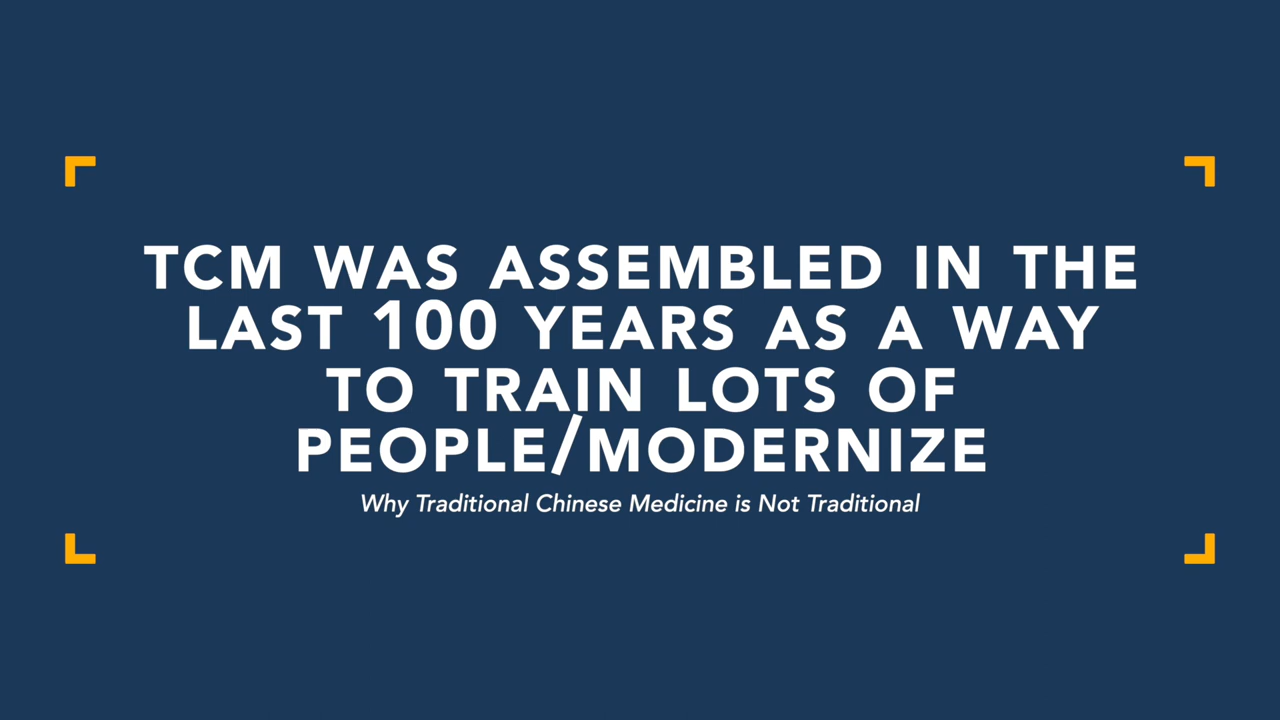 TCM WAS ASSEMBLED IN THE
LAST 100 YEARS AS A WAY
TO TRAIN LOTS OF
PEOPLE/MODERNIZE
Why Traditional Chinese Medicine is Not Traditional